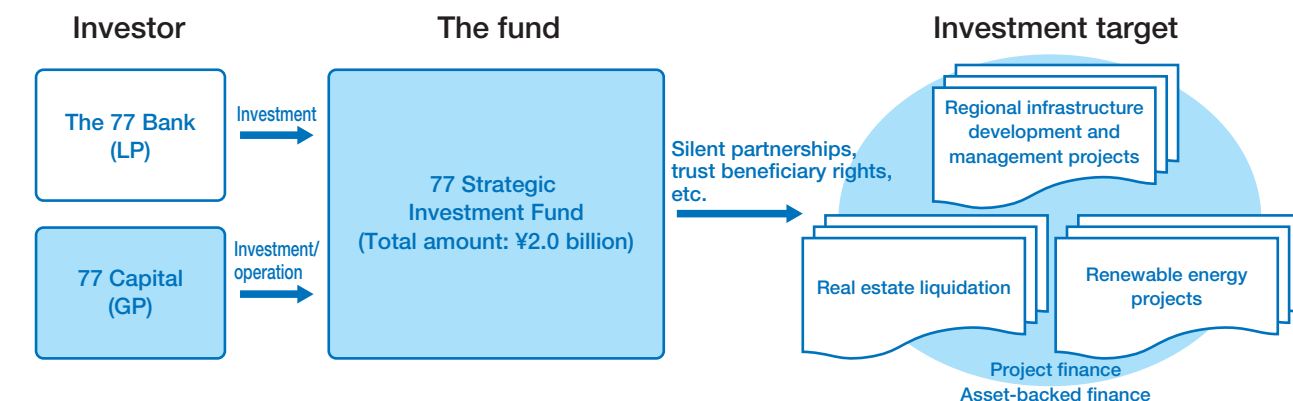 Investor
The fund
Investment target
The 77 Bank
(LP)
Investment
77 Capital
(GP)
Investment/
operation
77 Strategic
Investment Fund
(Total amount: ¥2.0 billion)
Silent partnerships,
trust beneficiary rights,
etc.
Regional infrastructure
development and
management projects
Real estate liquidation
Renewable energy
projects
Project finance
Asset-backed finance